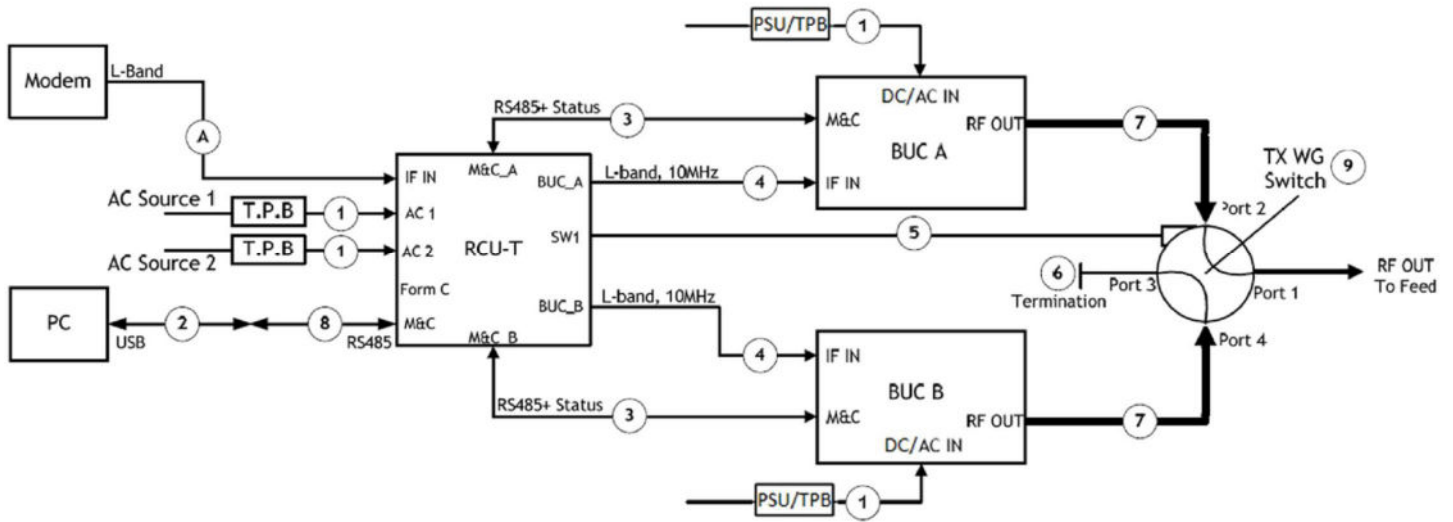 PSU/TPB
1
Modem
L-Band
A
RS485+ Status
3
DC/AC IN
M&C
RF OUT
BUC A
IF IN
7
TX WG
Switch
9
M&C_A
BUC_A
L-band, 10MHz
4
IF IN
AC Source 1
T.P.B
1
AC 1
Port 2
SW1
5
AC Source 2
T.P.B
1
AC 2
RCU-T
6
Termination
Port 3
Port 1
RF OUT
To Feed
Form C
BUC_B
L-band, 10MHz
PC
USB
2
8
RS485
M&C
M&C_B
Port 4
4
IF IN
BUC B
RS485+ Status
3
M&C
RF OUT
7
DC/AC IN
PSU/TPB
1